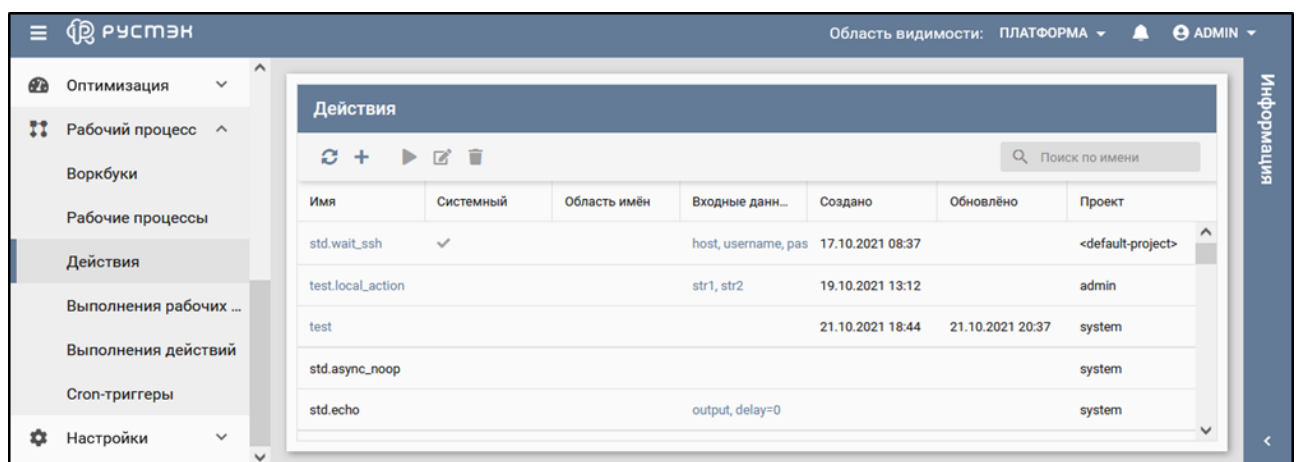 РУСТЭК
Область видимости: ПЛАТФОРМА ADMIN
Оптимизация
Рабочий процесс
Воркбуки
Рабочие процессы
Действия
Выполнения рабочих ...
Выполнения действий
Cron-триггеры
Настройки
Действия
Поиск по имени
Имя Системный Область имён Входные данн... Создано Обновлёно Проект
std.wait_ssh host, username, pas 17.10.2021 08:37 <default-project>
test.local_action str1, str2 19.10.2021 13:12 admin
test 21.10.2021 18:44 21.10.2021 20:37 system
std.async_noop system
std.echo output, delay=0 system
Информация